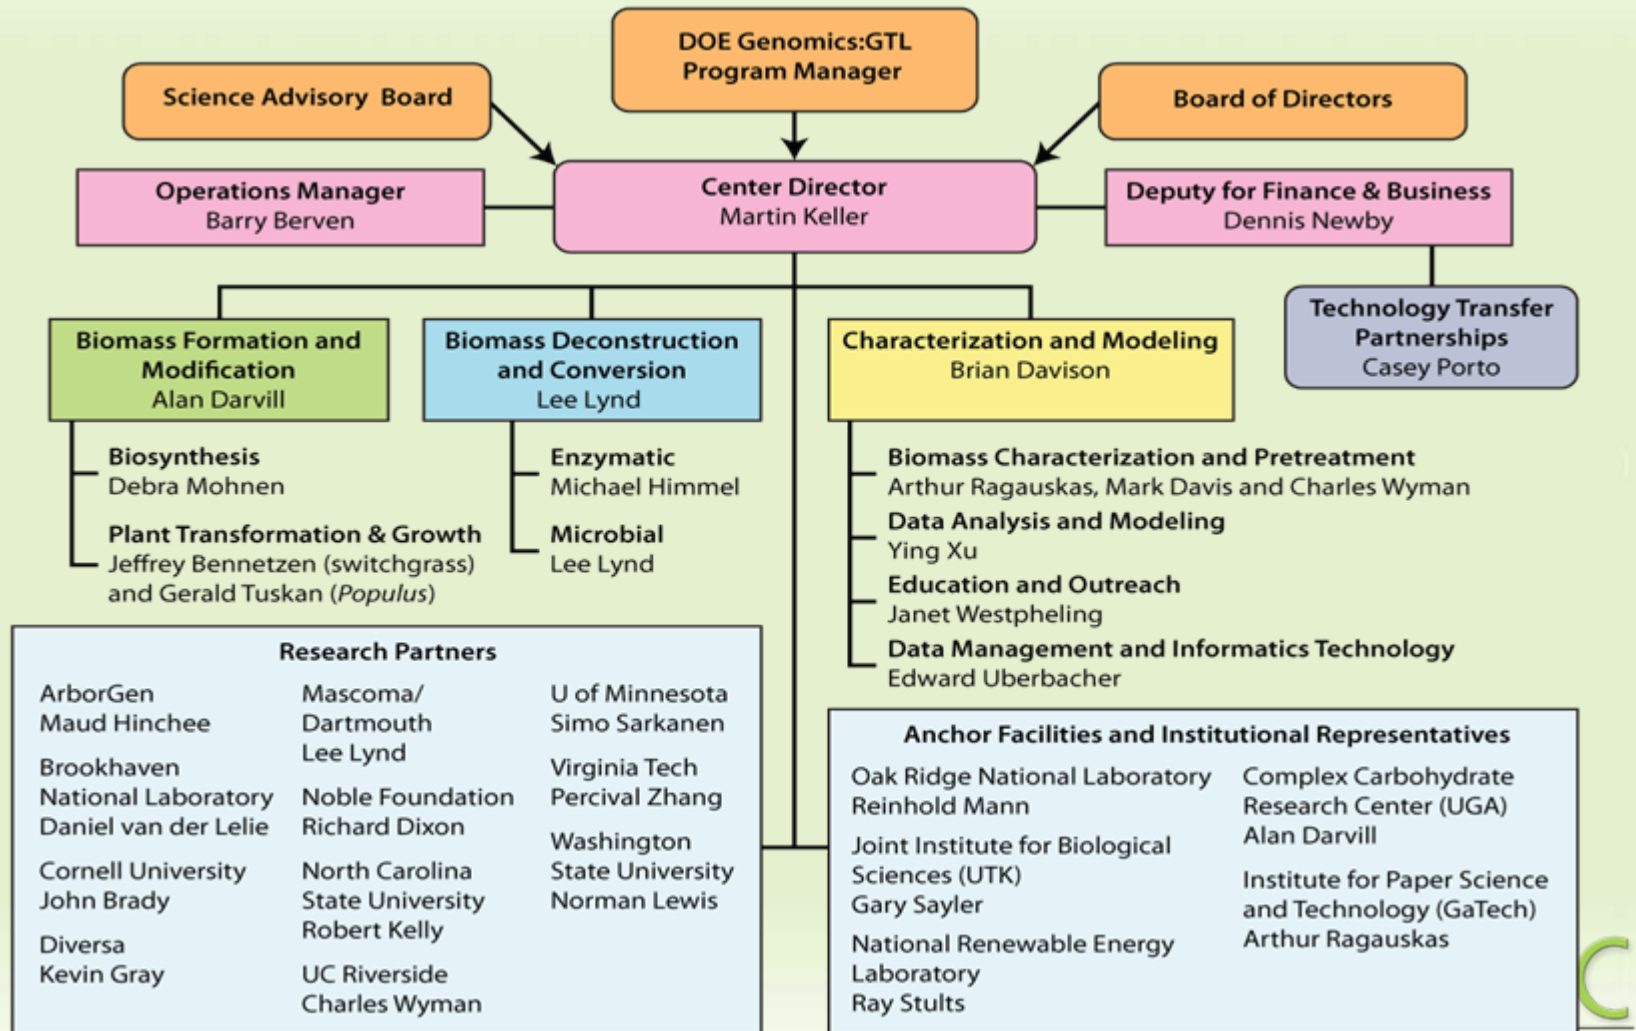 DOE Genomics:GTL
Program Manager
Science Advisory Board
Board of Directors
Operations Manager
Barry Berven
Center Director
Martin Keller
Deputy for Finance & Business
Dennis Newby
Technology Transfer
Partnerships
Casey Porto
Biomass Formation and
Modification
Alan Darvill
Biomass Deconstruction
and Conversion
Lee Lynd
Characterization and Modeling
Brian Davison
Biosynthesis
Debra Mohnen
Plant Transformation & Growth
Jeffrey Bennetzen (switchgrass)
and Gerald Tuskan (Populus)
Enzymatic
Michael Himmel
Microbial
Lee Lynd
Biomass Characterization and Pretreatment
Arthur Ragauskas, Mark Davis and Charles Wyman
Data Analysis and Modeling
Ying Xu
Education and Outreach
Janet Westpheling
Data Management and Informatics Technology
Edward Uberbacher
Research Partners
ArborGen
Maud Hinchee
Brookhaven
National Laboratory
Daniel van der Lelie
Cornell University
John Brady
Diversa
Kevin Gray
Mascoma/
Dartmouth
Lee Lynd
Noble Foundation
Richard Dixon
North Carolina
State University
Robert Kelly
UC Riverside
Charles Wyman
U of Minnesota
Simo Sarkanen
Virginia Tech
Percival Zhang
Washington
State University
Norman Lewis
Anchor Facilities and Institutional Representatives
Oak Ridge National Laboratory
Reinhold Mann
Joint Institute for Biological
Sciences (UTK)
Gary Sayler
National Renewable Energy
Laboratory
Ray Stults
Complex Carbohydrate
Research Center (UGA)
Alan Darvill
Institute for Paper Science
and Technology (GaTech)
Arthur Ragauskas
C